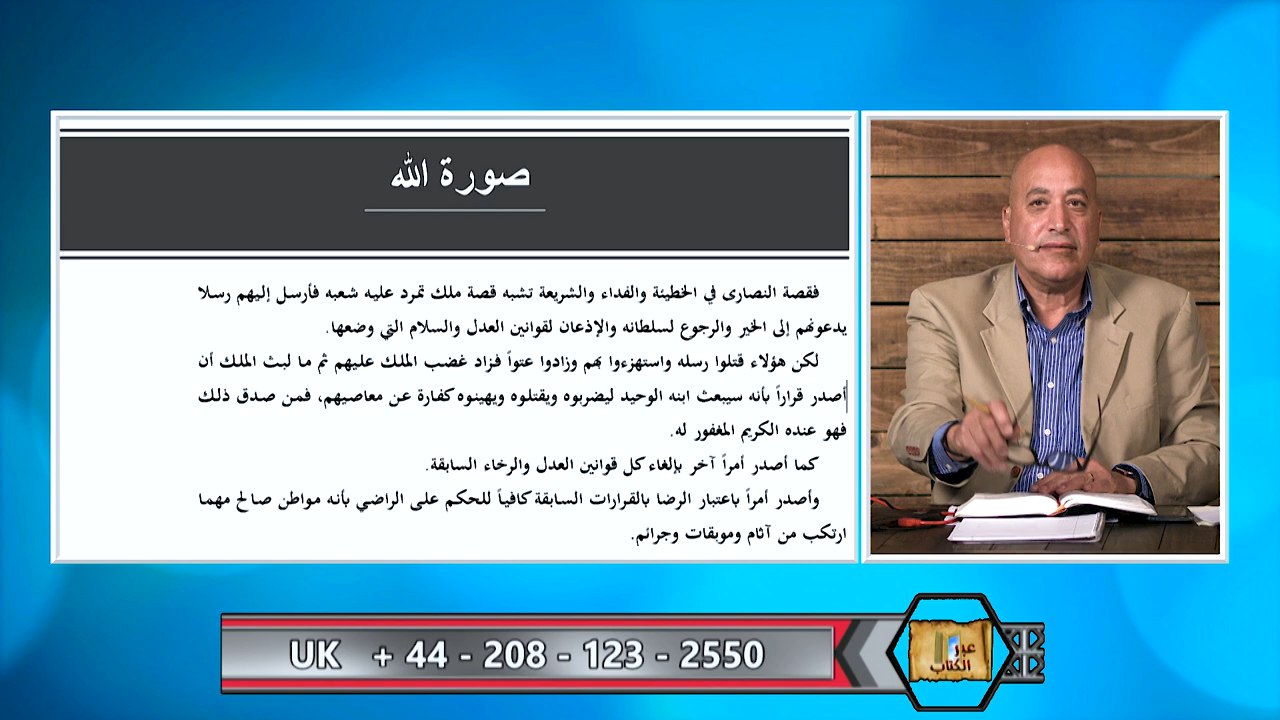 صورة الله
فقصة النصارى في الخطيئة والفداء والشريعة تشبه قصة ملك تمرد عليه شعبه فأرسل إليهم رسلا
يدعونهم إلى الخير والرجوع لسلطانه والإذعان لقوانين العدل والسلام التي وضعها.
لكن هؤلاء قتلوا رسله واستهزءوا بهم وزادوا عتواً فزاد غضب الملك عليهم ثم ما لبث الملك أن
أصدر قراراً بأنه سيبعث ابنه الوحيد ليضربوه ويقتلوه ويهينوه كفارة عن معاصيهم، فمن صدق ذلك
فهو عنده الكريم المغفور له.
كما أصدر أمراً آخر بإلغاء كل قوانين العدل والرخاء السابقة.
وأصدر أمراً باعتبار الرضا بالقرارات السابقة كافياً للحكم على الراضي بأنه مواطن صالح مهما
ارتكب من آثام وموبقات وجرائم.
UK + 44 - 208 - 123 - 2550
عبر
الكتاب